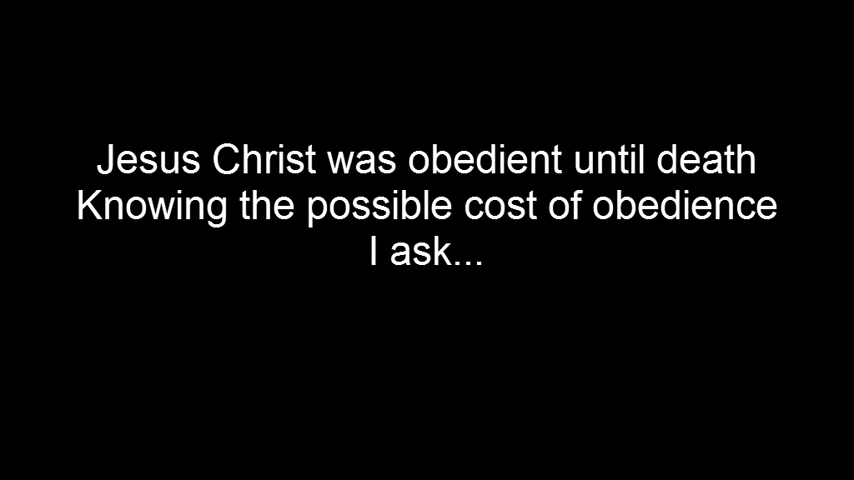 Jesus Christ was obedient until death
Knowing the possible cost of obedience
I ask...